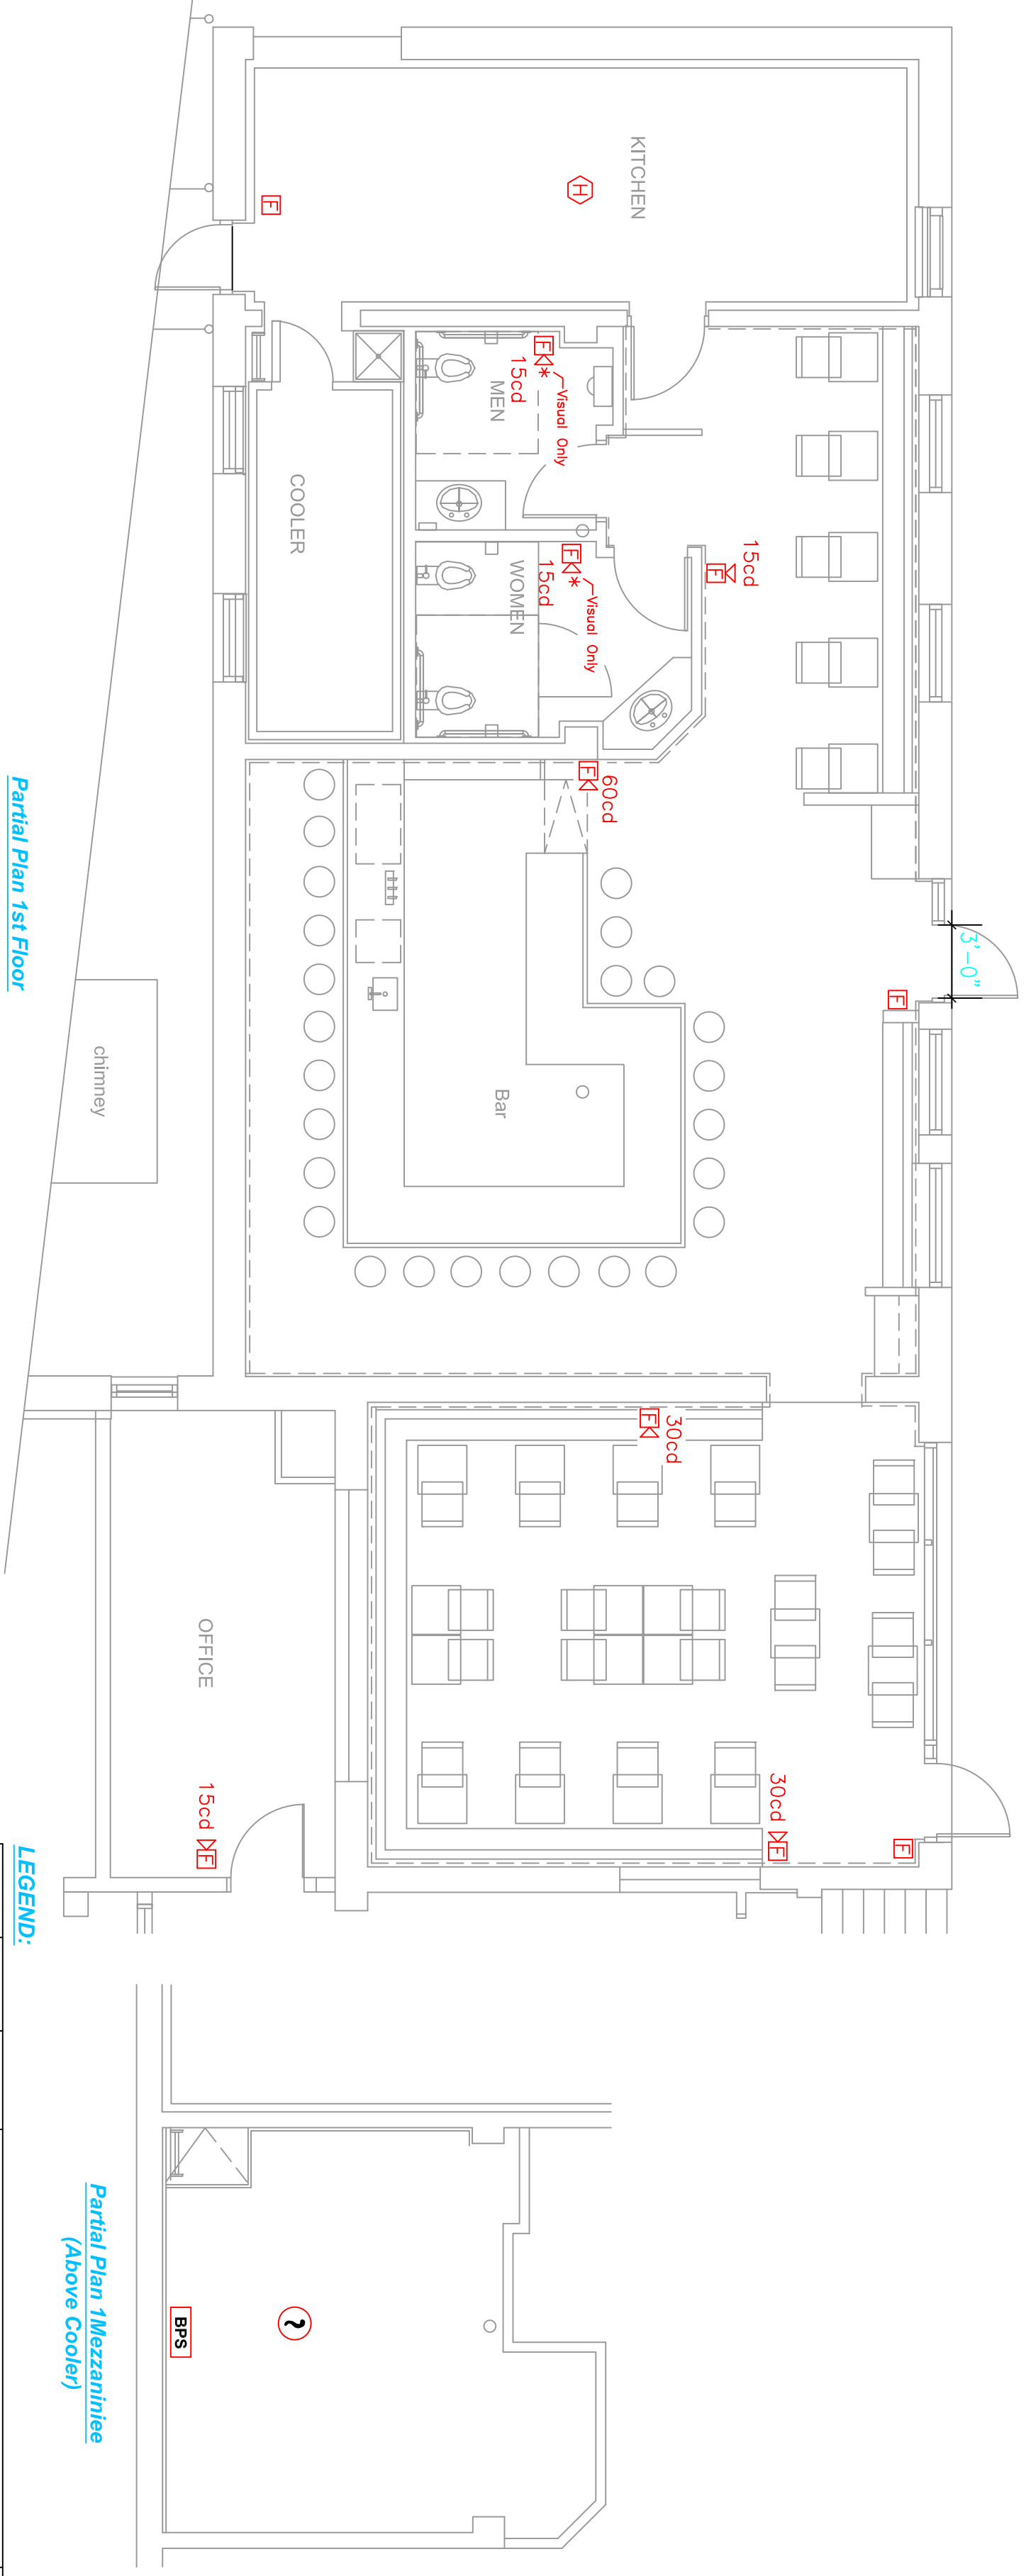 KITCHEN
H
F
F
*
Visual Only
15cd
MEN
COOLER
F
*
Visual Only
15cd
WOMEN
15cd
F
60cd
F
3'-0"
F
Bar
chimney
Partial Plan 1st Floor
30cd
F
OFFICE
30cd
F
F
15cd
F
LEGEND:
BPS
Partial Plan 1Mezzaniniee
(Above Cooler)